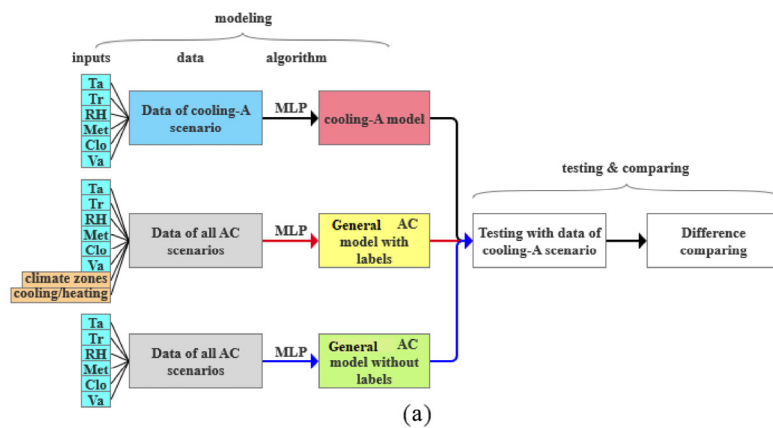 modeling
inputs data algorithm
Ta
Tr
RH
Met
Clo
Va
Data of cooling-A
scenario
MLP
cooling-A model
testing & comparing
Ta
Tr
RH
Met
Clo
Va
climate zones
cooling/heating
Data of all AC
scenarios
MLP
General AC
model with
labels
Testing with data of
cooling-A scenario
Difference
comparing
Ta
Tr
RH
Met
Clo
Va
Data of all AC
scenarios
MLP
General AC
model without
labels
(a)